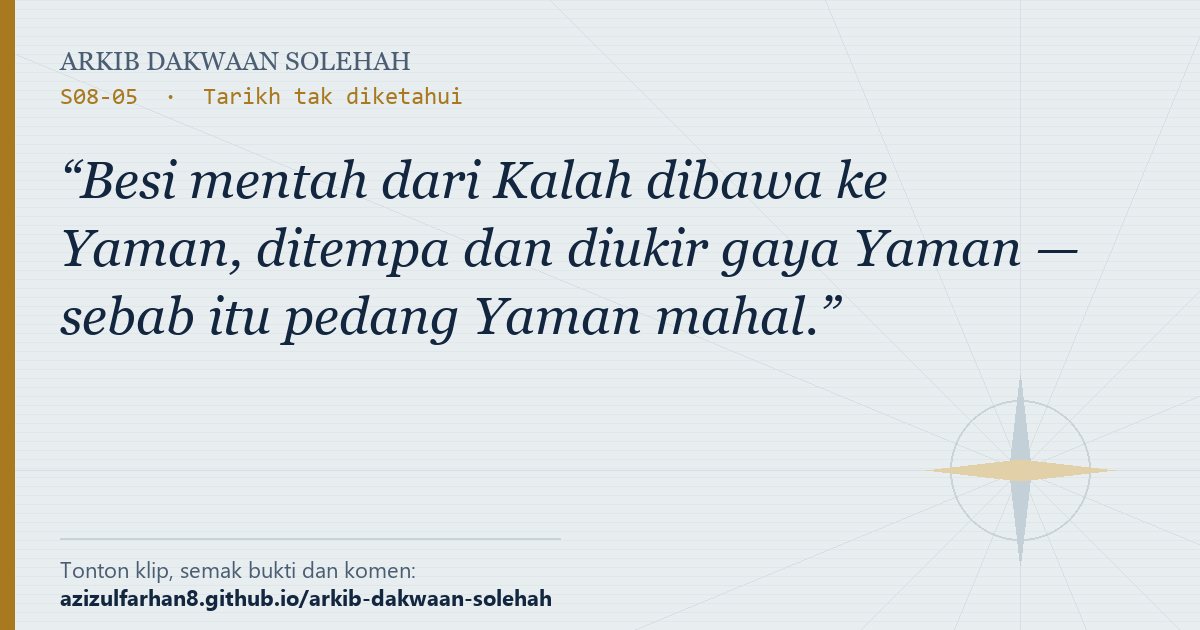 ARKIB DAKWAAN SOLEHAH
S08-05 · Tarikh tak diketahui
“Besi mentah dari Kalah dibawa ke
Yaman, ditempa dan diukir gaya Yaman —
sebab itu pedang Yaman mahal.”
Tonton klip, semak bukti dan komen:
azizulfarhan8.github.io/arkib-dakwaan-solehah